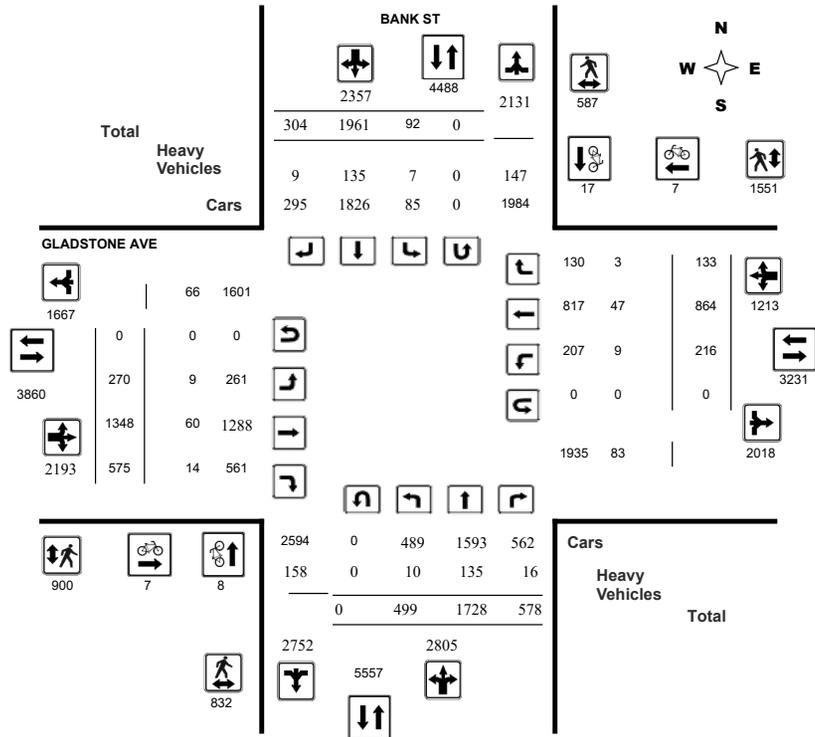 BANK ST
N
W E
S
2357 4488 2131 587
Total 304 1961 92 0
Heavy
Vehicles
9 135 7 0 147 17 7 1551
Cars 295 1826 85 0 1984
GLADSTONE AVE
1667 66 1601
0 0 0
3860 270 9 261
1348 60 1288
2193 575 14 561
130 3 133
817 47 864 1213
207 9 216
0 0 0 3231
1935 83 2018
900 7 8
832
2594 0 489 1593 562 Cars
158 0 10 135 16 Heavy
Vehicles
0 499 1728 578 Total
2752 5557 2805